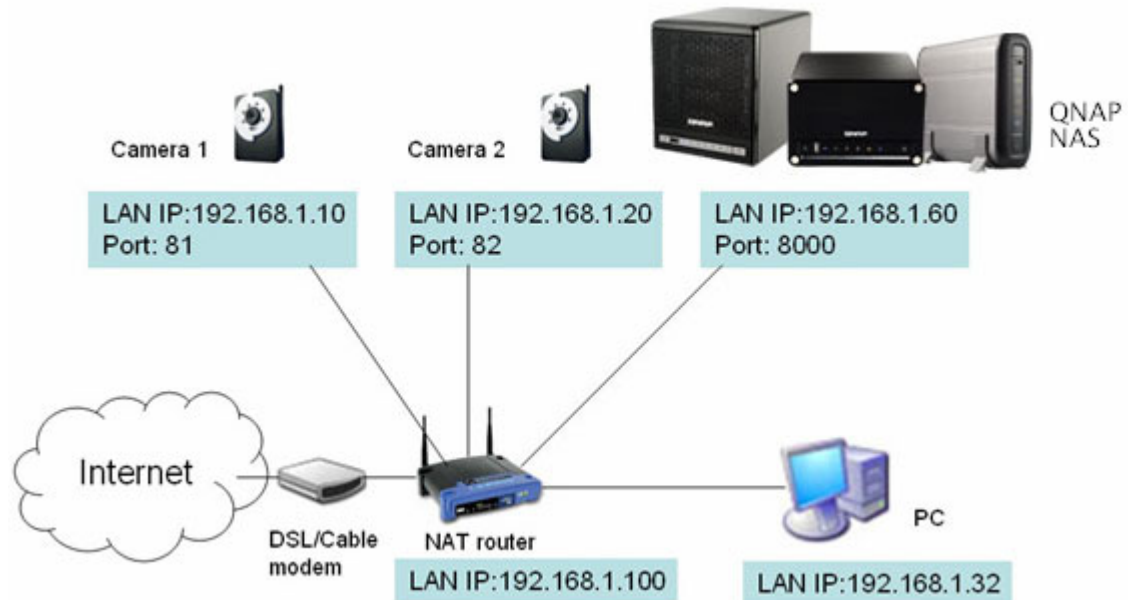 QNAP
NAS
Camera 1
Camera 2
LAN IP:192.168.1.10
Port: 81
LAN IP:192.168.1.20
Port: 82
LAN IP:192.168.1.60
Port: 8000
Internet
DSL/Cable
modem
NAT router
LAN IP:192.168.1.100
PC
LAN IP:192.168.1.32